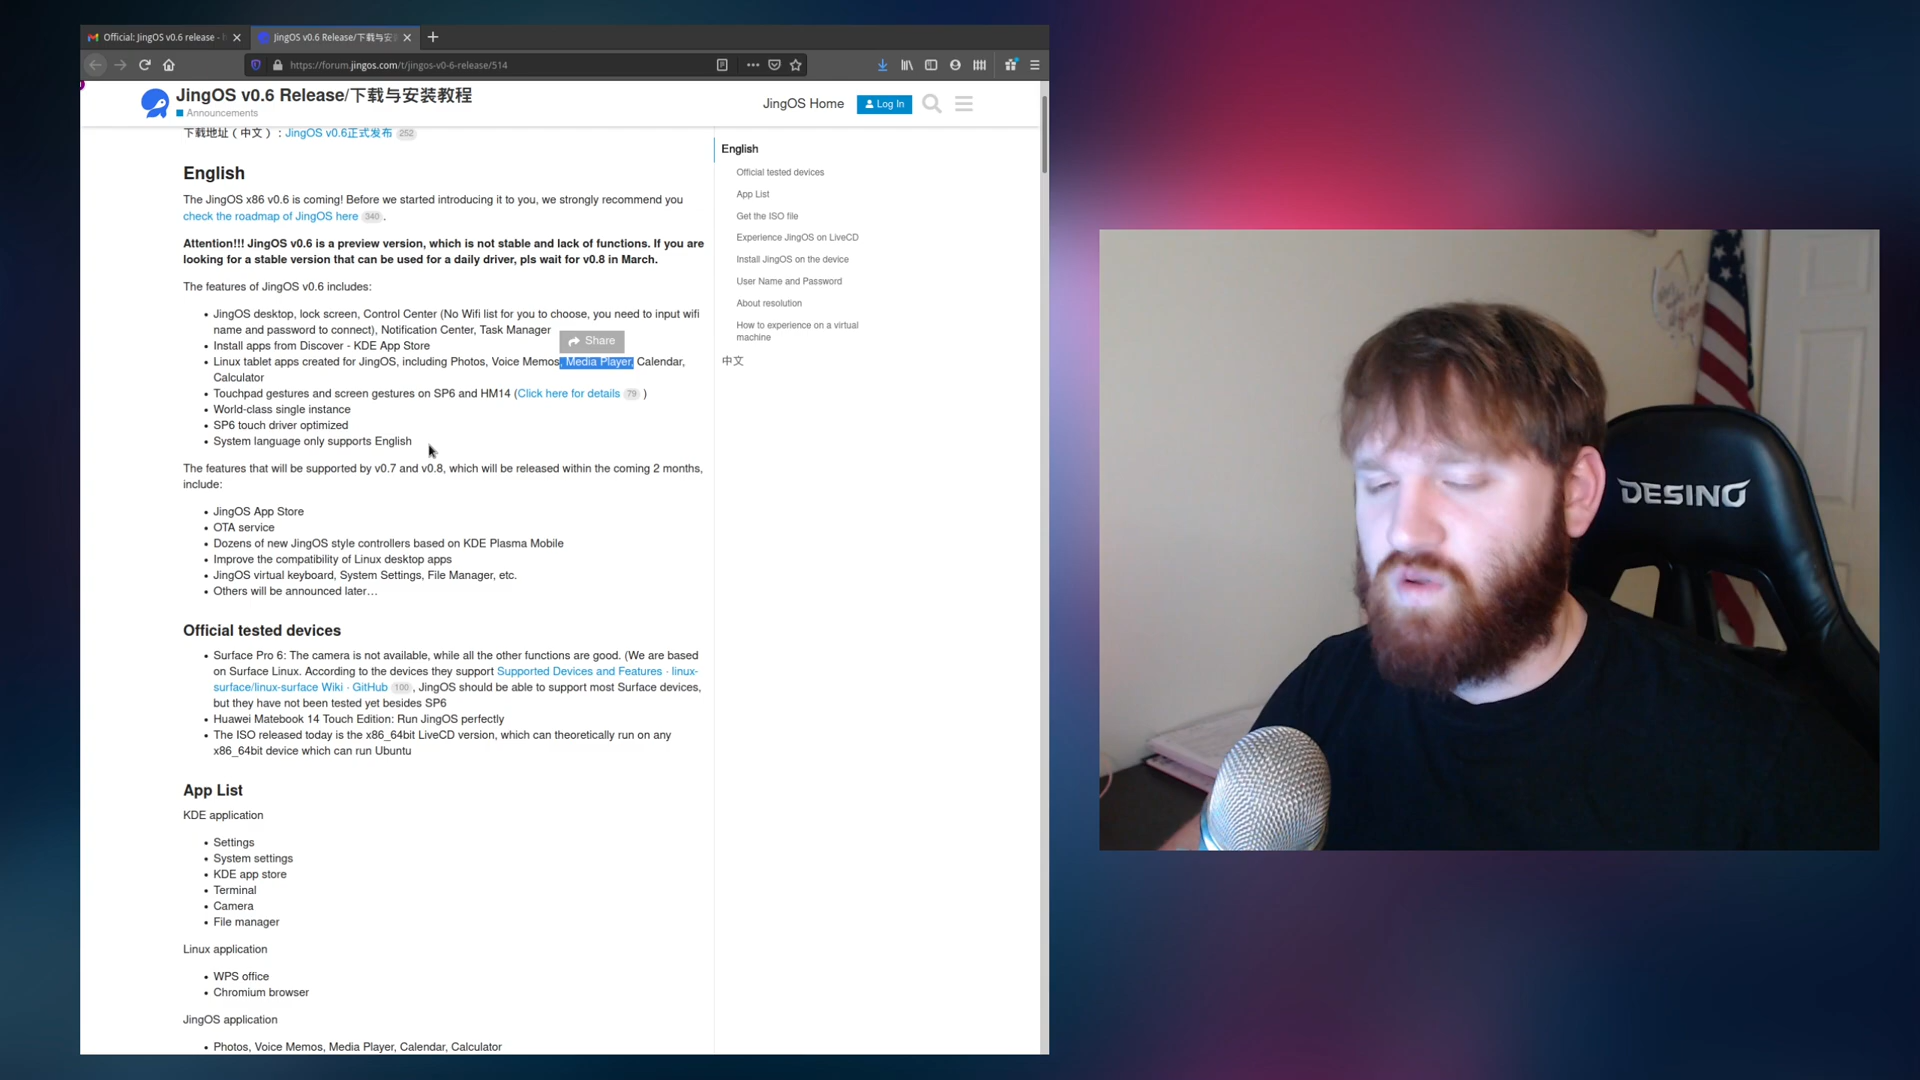 Official: JingOS v0.6 release -
JingOS v0.6 Release/下载与安
https://forum.jingos.com/t/jingos-v0-6-release/514
JingOS v0.6 Release/下载与安装教程
Announcements
JingOS Home
Log In
下载地址（中文）：JingOS v0.6正式发布 252
English
The JingOS x86 v0.6 is coming! Before we started introducing it to you, we strongly recommend you
check the roadmap of JingOS here 340 .
Attention!!! JingOS v0.6 is a preview version, which is not stable and lack of functions. If you are
looking for a stable version that can be used for a daily driver, pls wait for v0.8 in March.
The features of JingOS v0.6 includes:
• JingOS desktop, lock screen, Control Center (No Wifi list for you to choose, you need to input wifi
name and password to connect), Notification Center, Task Manager
Share
• Install apps from Discover - KDE App Store
• Linux tablet apps created for JingOS, including Photos, Voice Memos, Media Player, Calendar,
Calculator
• Touchpad gestures and screen gestures on SP6 and HM14 (Click here for details 79 )
• World-class single instance
• SP6 touch driver optimized
• System language only supports English
The features that will be supported by v0.7 and v0.8, which will be released within the coming 2 months,
include:
• JingOS App Store
• OTA service
• Dozens of new JingOS style controllers based on KDE Plasma Mobile
• Improve the compatibility of Linux desktop apps
• JingOS virtual keyboard, System Settings, File Manager, etc.
• Others will be announced later…
Official tested devices
• Surface Pro 6: The camera is not available, while all the other functions are good. (We are based
on Surface Linux. According to the devices they support Supported Devices and Features · linux-
surface/linux-surface Wiki · GitHub 100 , JingOS should be able to support most Surface devices,
but they have not been tested yet besides SP6
• Huawei Matebook 14 Touch Edition: Run JingOS perfectly
• The ISO released today is the x86_64bit LiveCD version, which can theoretically run on any
x86_64bit device which can run Ubuntu
App List
KDE application
• Settings
• System settings
• KDE app store
• Terminal
• Camera
• File manager
Linux application
• WPS office
• Chromium browser
JingOS application
• Photos, Voice Memos, Media Player, Calendar, Calculator
English
Official tested devices
App List
Get the ISO file
Experience JingOS on LiveCD
Install JingOS on the device
User Name and Password
About resolution
How to experience on a virtual
machine
中文
DESINO